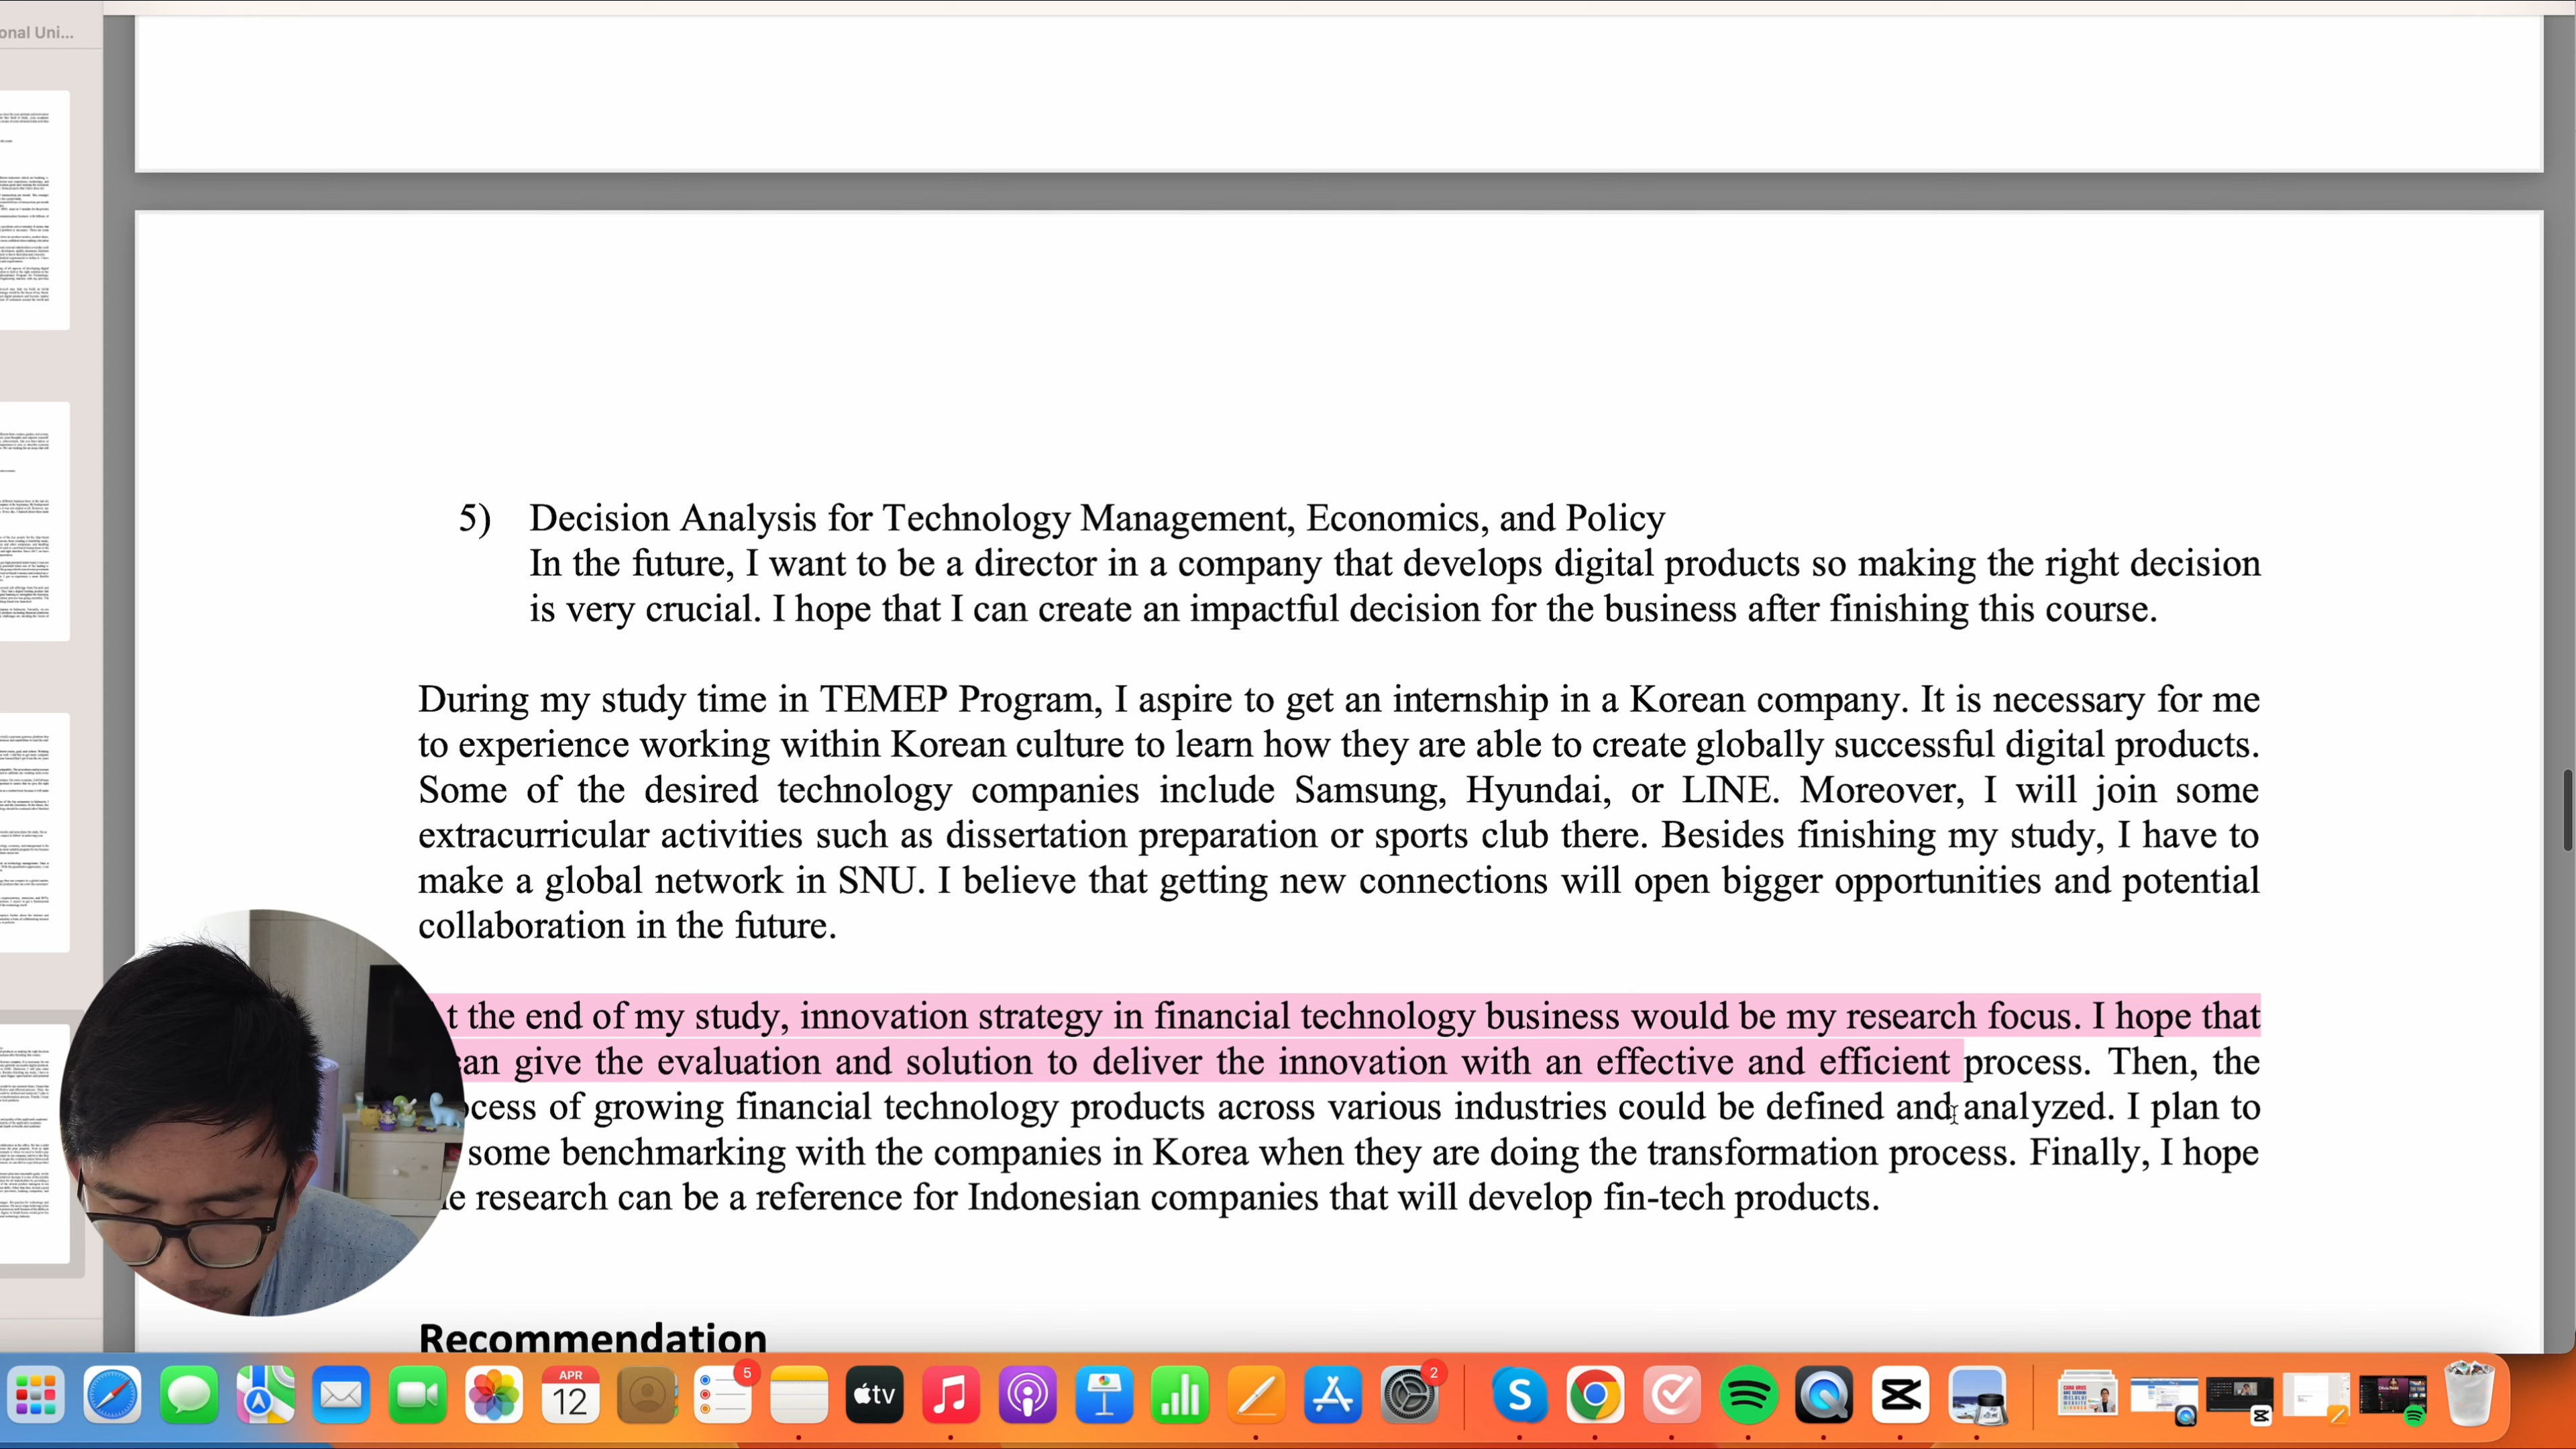 onal Uni...
5) Decision Analysis for Technology Management, Economics, and Policy
In the future, I want to be a director in a company that develops digital products so making the right decision
is very crucial. I hope that I can create an impactful decision for the business after finishing this course.
During my study time in TEMEP Program, I aspire to get an internship in a Korean company. It is necessary for me
to experience working within Korean culture to learn how they are able to create globally successful digital products.
Some of the desired technology companies include Samsung, Hyundai, or LINE. Moreover, I will join some
extracurricular activities such as dissertation preparation or sports club there. Besides finishing my study, I have to
make a global network in SNU. I believe that getting new connections will open bigger opportunities and potential
collaboration in the future.
t the end of my study, innovation strategy in financial technology business would be my research focus. I hope that
an give the evaluation and solution to deliver the innovation with an effective and efficient process. Then, the
cess of growing financial technology products across various industries could be defined and analyzed. I plan to
some benchmarking with the companies in Korea when they are doing the transformation process. Finally, I hope
e research can be a reference for Indonesian companies that will develop fin-tech products.
Recommendation
APR
12
5
tv
2
S